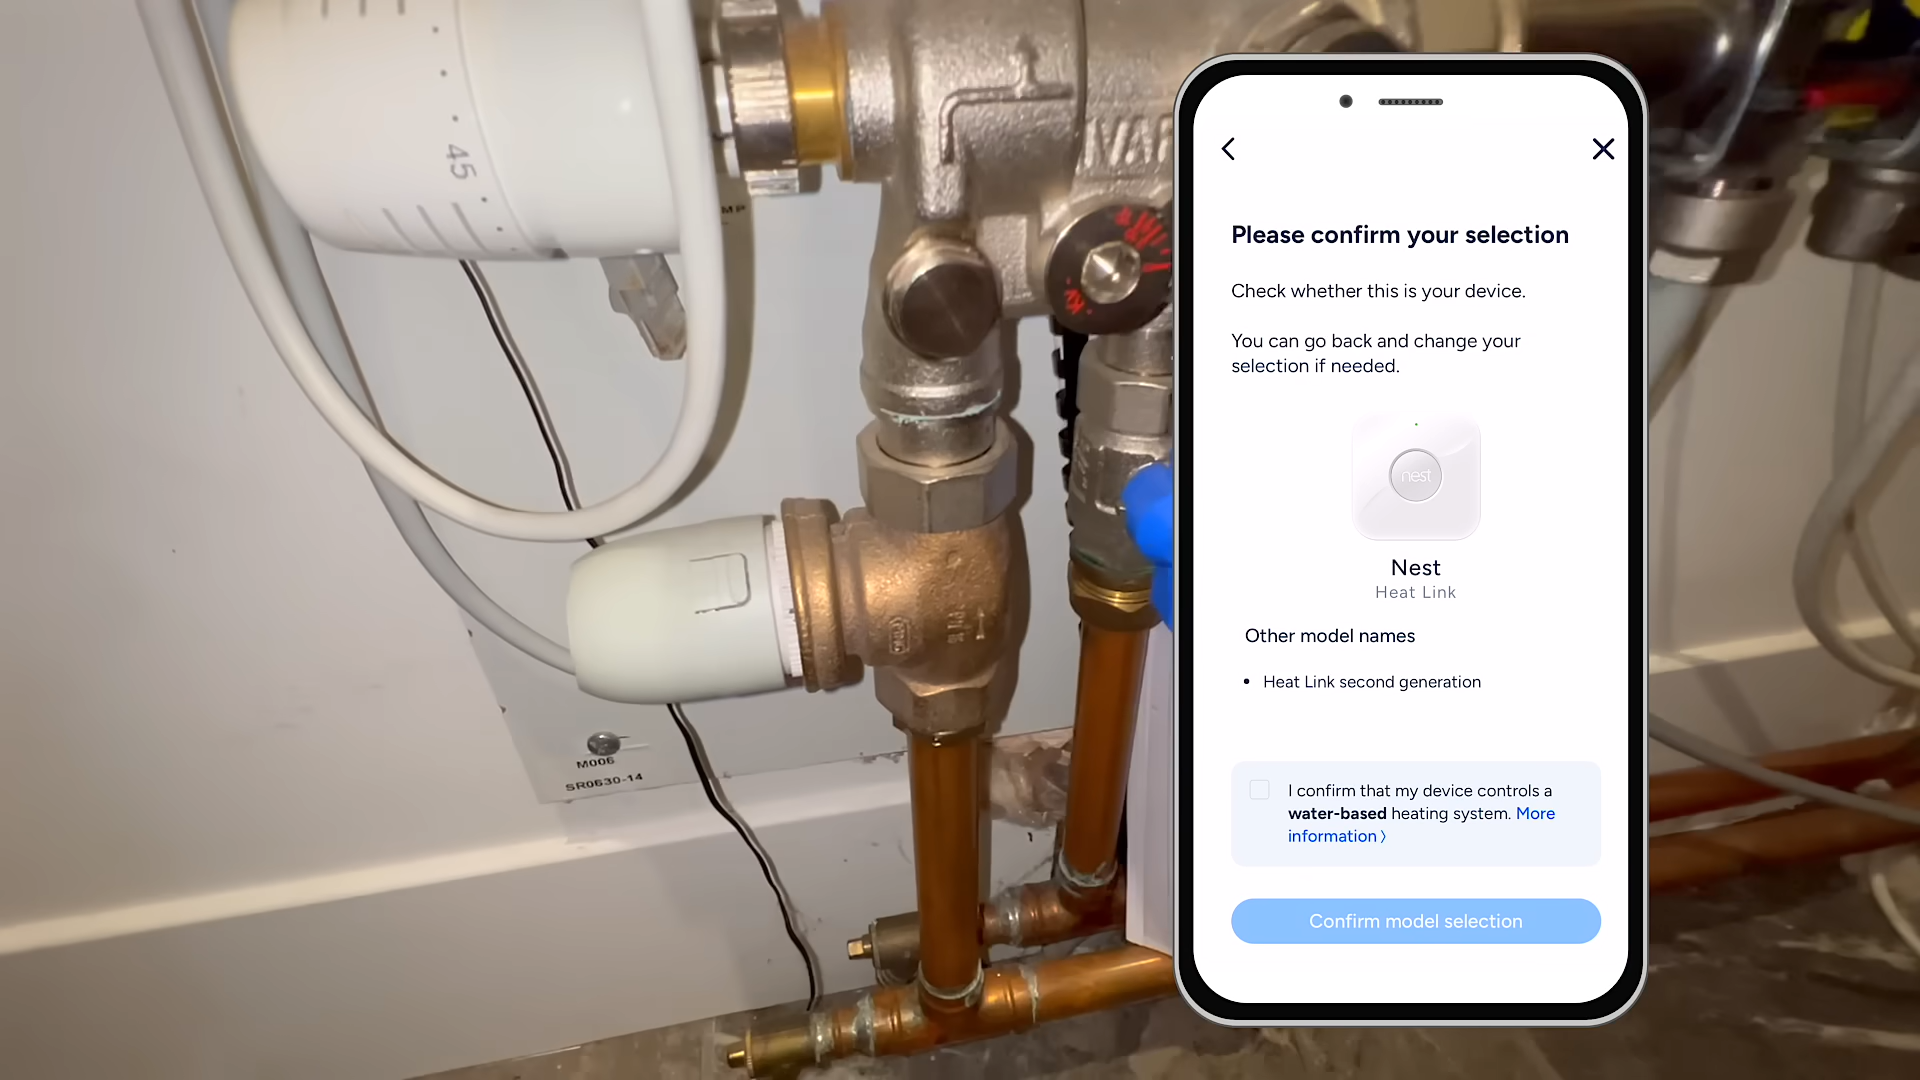 45
IVAR
MP
M006
SR0630-14
Please confirm your selection
Check whether this is your device.
You can go back and change your
selection if needed.
nest
Nest
Heat Link
Other model names
• Heat Link second generation
I confirm that my device controls a
water-based heating system. More
information >
Confirm model selection